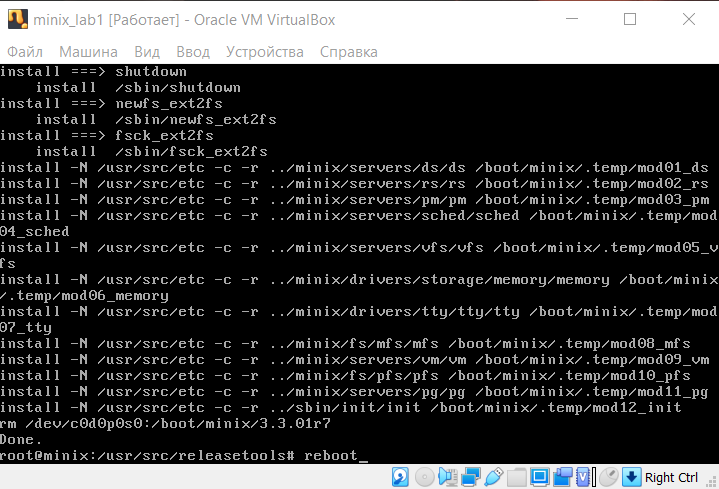 minix_lab1 [Работает] - Oracle VM VirtualBox
Файл Машина Вид Ввод Устройства Справка
install ===> shutdown
    install  /sbin/shutdown
install ===> newfs_ext2fs
    install  /sbin/newfs_ext2fs
install ===> fsck_ext2fs
    install  /sbin/fsck_ext2fs
install -N /usr/src/etc -c -r ../minix/servers/ds/ds /boot/minix/.temp/mod01_ds
install -N /usr/src/etc -c -r ../minix/servers/rs/rs /boot/minix/.temp/mod02_rs
install -N /usr/src/etc -c -r ../minix/servers/pm/pm /boot/minix/.temp/mod03_pm
install -N /usr/src/etc -c -r ../minix/servers/sched/sched /boot/minix/.temp/mod
04_sched
install -N /usr/src/etc -c -r ../minix/servers/vfs/vfs /boot/minix/.temp/mod05_v
fs
install -N /usr/src/etc -c -r ../minix/drivers/storage/memory/memory /boot/minix
/.temp/mod06_memory
install -N /usr/src/etc -c -r ../minix/drivers/tty/tty/tty /boot/minix/.temp/mod
07_tty
install -N /usr/src/etc -c -r ../minix/fs/mfs/mfs /boot/minix/.temp/mod08_mfs
install -N /usr/src/etc -c -r ../minix/servers/vm/vm /boot/minix/.temp/mod09_vm
install -N /usr/src/etc -c -r ../minix/fs/pfs/pfs /boot/minix/.temp/mod10_pfs
install -N /usr/src/etc -c -r ../minix/servers/pg/pg /boot/minix/.temp/mod11_pg
install -N /usr/src/etc -c -r ../sbin/init/init /boot/minix/.temp/mod12_init
rm /dev/c0d0p0s0:/boot/minix/3.3.01r7
Done.
root@minix:/usr/src/releasetools# reboot_
Right Ctrl